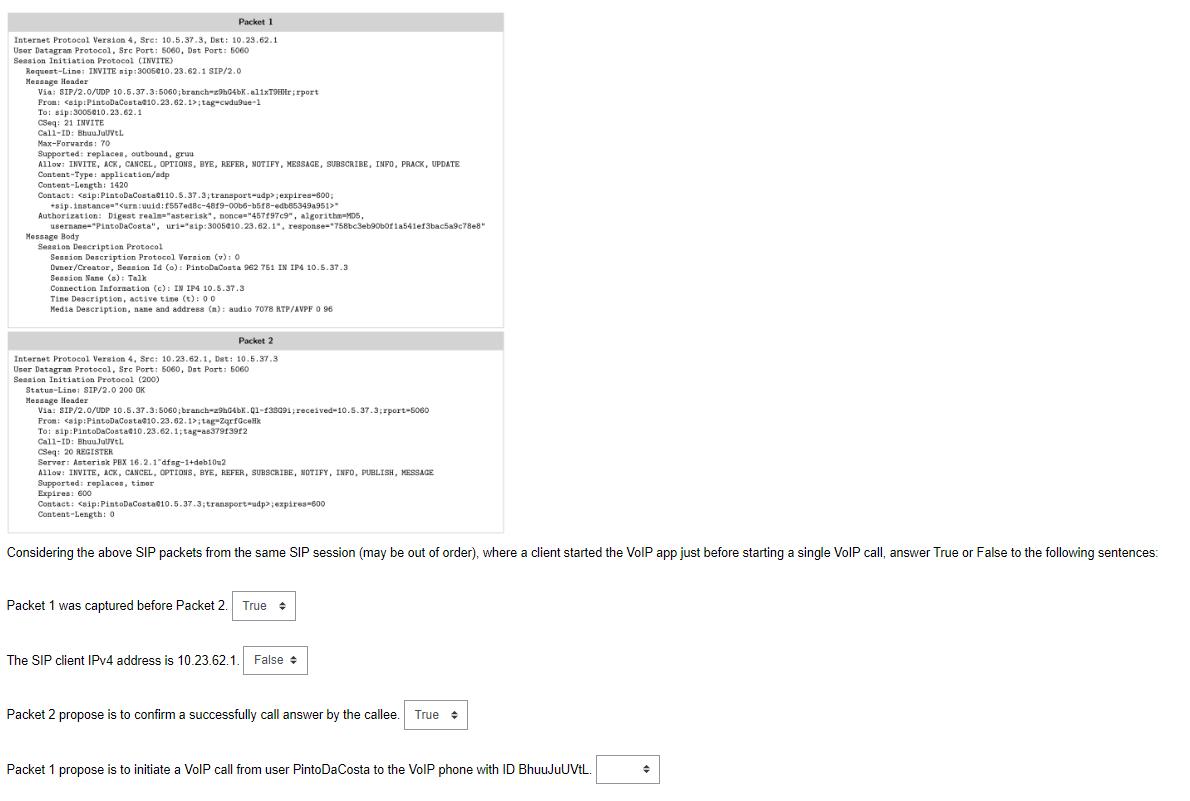 Packet 1
Internet Protocol Version 4, Src: 10.5.37.3, Dst: 10.23.62.1
User Datagram Protocol, Src Port: 5060, Dst Port: 5060
Session Initiation Protocol (INVITE)
Request-Line: INVITE sip:3005@10.23.62.1 SIP/2.0
Message Header
Via: SIP/2.0/UDP 10.5.37.3:5060;branch=z9hG4bK.al1xT9HHr;rport
From: <sip:PintoDaCosta@10.23.62.1>;tag=cwdu9ue-l
To: sip:3005@10.23.62.1
CSeq: 21 INVITE
Call-ID: BhuuJuUVtL
Max-Forwards: 70
Supported: replaces, outbound, gruu
Allow: INVITE, ACK, CANCEL, OPTIONS, BYE, REFER, NOTIFY, MESSAGE, SUBSCRIBE, INFO, PRACK, UPDATE
Content-Type: application/sdp
Content-Length: 1420
Contact: <sip:PintoDaCosta@110.5.37.3;transport=udp>;expires=600;
+sip.instance="<urn:uuid:f557ed8c-48f9-00b6-b5f8-edb85349a951>"
Authorization: Digest realm="asterisk", nonce="457f97c9", algorithm=MD5,
username="PintoDaCosta", uri="sip:3005@10.23.62.1", response="758bc3eb90b0f1a541ef3bac5a9c78e8"
Message Body
Session Description Protocol
Session Description Protocol Version (v): 0
Owner/Creator, Session Id (o): PintoDaCosta 962 751 IN IP4 10.5.37.3
Session Name (s): Talk
Connection Information (c): IN IP4 10.5.37.3
Time Description, active time (t): 0 0
Media Description, name and address (m): audio 7078 RTP/AVPF 0 96
Packet 2
Internet Protocol Version 4, Src: 10.23.62.1, Dst: 10.5.37.3
User Datagram Protocol, Src Port: 5060, Dst Port: 5060
Session Initiation Protocol (200)
Status-Line: SIP/2.0 200 OK
Message Header
Via: SIP/2.0/UDP 10.5.37.3:5060;branch=z9hG4bK.Ql-f3SG9i;received=10.5.37.3;rport=5060
From: <sip:PintoDaCosta@10.23.62.1>;tag=ZqrfGceHk
To: sip:PintoDaCosta@10.23.62.1;tag=as379f39f2
Call-ID: BhuuJuUVtL
CSeq: 20 REGISTER
Server: Asterisk PBX 16.2.1~dfsg-1+deb10u2
Allow: INVITE, ACK, CANCEL, OPTIONS, BYE, REFER, SUBSCRIBE, NOTIFY, INFO, PUBLISH, MESSAGE
Supported: replaces, timer
Expires: 600
Contact: <sip:PintoDaCosta@10.5.37.3;transport=udp>;expires=600
Content-Length: 0
Considering the above SIP packets from the same SIP session (may be out of order), where a client started the VoIP app just before starting a single VoIP call, answer True or False to the following sentences:
Packet 1 was captured before Packet 2. True
The SIP client IPv4 address is 10.23.62.1. False
Packet 2 propose is to confirm a successfully call answer by the callee. True
Packet 1 propose is to initiate a VoIP call from user PintoDaCosta to the VoIP phone with ID BhuuJuUVtL.